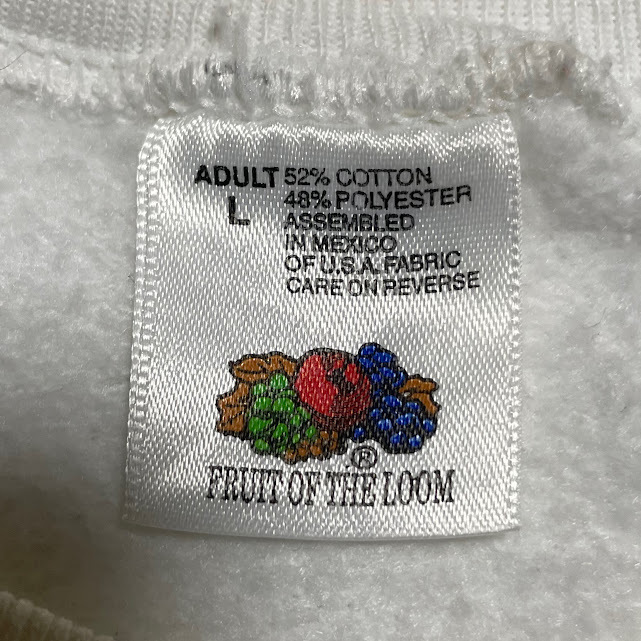 ADULT 52% COTTON
L 48% POLYESTER
ASSEMBLED
IN MEXICO
OF U.S.A. FABRIC
CARE ON REVERSE
®
FRUIT OF THE LOOM